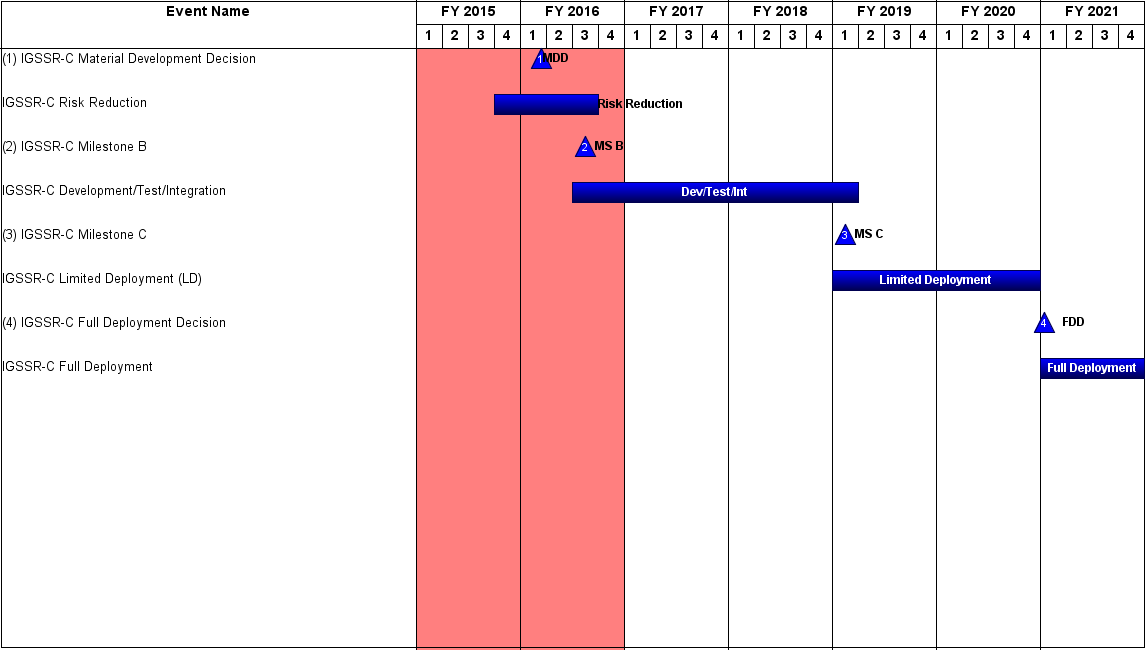 Event Name FY 2015 FY 2016 FY 2017 FY 2018 FY 2019 FY 2020 FY 2021
1 2 3 4 1 2 3 4 1 2 3 4 1 2 3 4 1 2 3 4 1 2 3 4 1 2 3 4
(1) IGSSR-C Material Development Decision 1 MDD
IGSSR-C Risk Reduction Risk Reduction
(2) IGSSR-C Milestone B 2 MS B
IGSSR-C Development/Test/Integration Dev/Test/Int
(3) IGSSR-C Milestone C 3 MS C
IGSSR-C Limited Deployment (LD) Limited Deployment
(4) IGSSR-C Full Deployment Decision 4 FDD
IGSSR-C Full Deployment Full Deployment